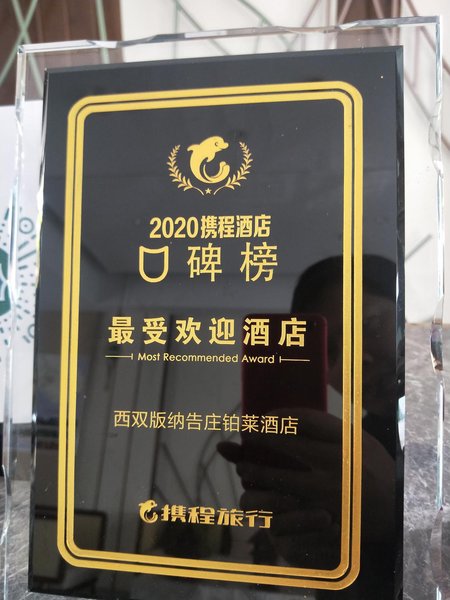 2020携程酒店
口碑榜
最受欢迎酒店
Most Recommended Award
西双版纳告庄铂莱酒店
携程旅行